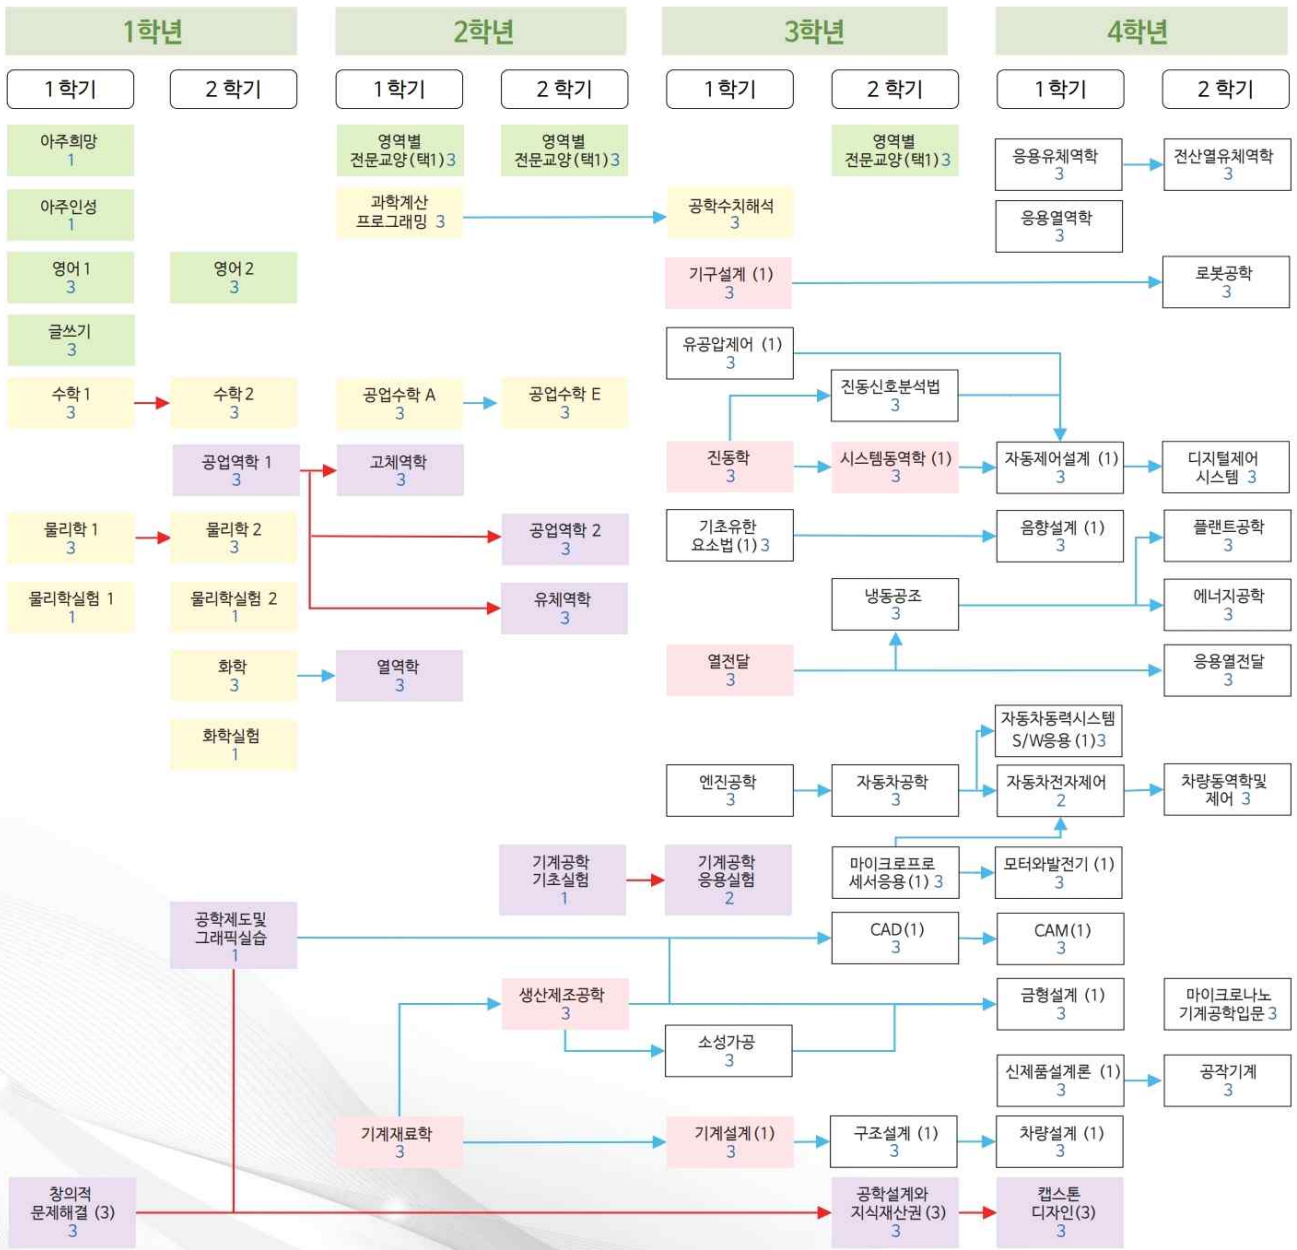 1학년
2학년
3학년
4학년
1학기
2학기
1학기
2학기
1학기
2학기
1학기
2학기
아주희망
1
영역별
전문교양(택1) 3
영역별
전문교양(택1) 3
영역별
전문교양(택1) 3
응용유체역학
3
전산열유체역학
3
아주인성
1
과학계산
프로그래밍 3
공학수치해석
3
응용열역학
3
영어1
3
영어2
3
기구설계 (1)
3
로봇공학
3
글쓰기
3
유공압제어 (1)
3
수학1
3
수학2
3
공업수학 A
3
공업수학 E
3
진동신호분석법
3
공업역학 1
3
고체역학
3
진동학
3
시스템동역학(1)
3
자동제어설계 (1)
3
디지털제어
시스템 3
물리학1
3
물리학2
3
공업역학 2
3
기초유한
요소법(1) 3
음향설계 (1)
3
플랜트공학
3
물리학실험 1
1
물리학실험 2
1
유체역학
3
냉동공조
3
에너지공학
3
화학
3
열역학
3
열전달
3
응용열전달
3
화학실험
1
자동차동력시스템
S/W응용(1)3
엔진공학
3
자동차공학
3
자동차전자제어
2
차량동역학및
제어 3
기계공학
기초실험
1
기계공학
응용실험
2
마이크로프로
세서응용(1) 3
모터와발전기 (1)
3
공학제도및
그래픽실습
1
CAD(1)
3
CAM(1)
3
생산제조공학
3
금형설계 (1)
3
마이크로나노
기계공학입문 3
소성가공
3
신제품설계론 (1)
3
공작기계
3
기계재료학
3
기계설계(1)
3
구조설계 (1)
3
차량설계 (1)
3
창의적
문제해결 (3)
3
공학설계와
지식재산권(3)
3
캡스톤
디자인(3)
3